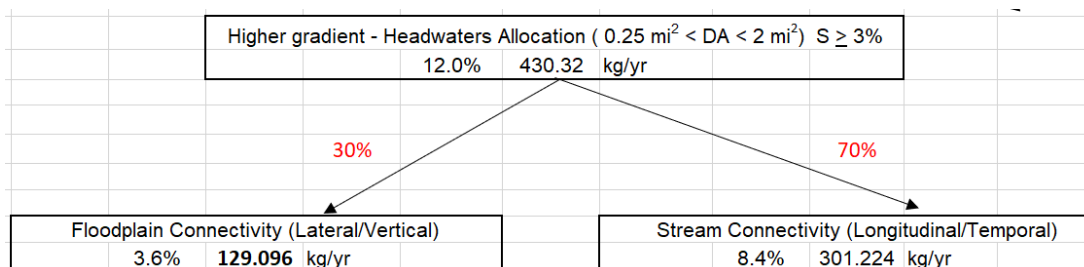 Higher gradient - Headwaters Allocation ( 0.25 mi² < DA < 2 mi²) S ≥ 3%
12.0% 430.32 kg/yr
30% 70%
Floodplain Connectivity (Lateral/Vertical)
3.6% 129.096 kg/yr
Stream Connectivity (Longitudinal/Temporal)
8.4% 301.224 kg/yr